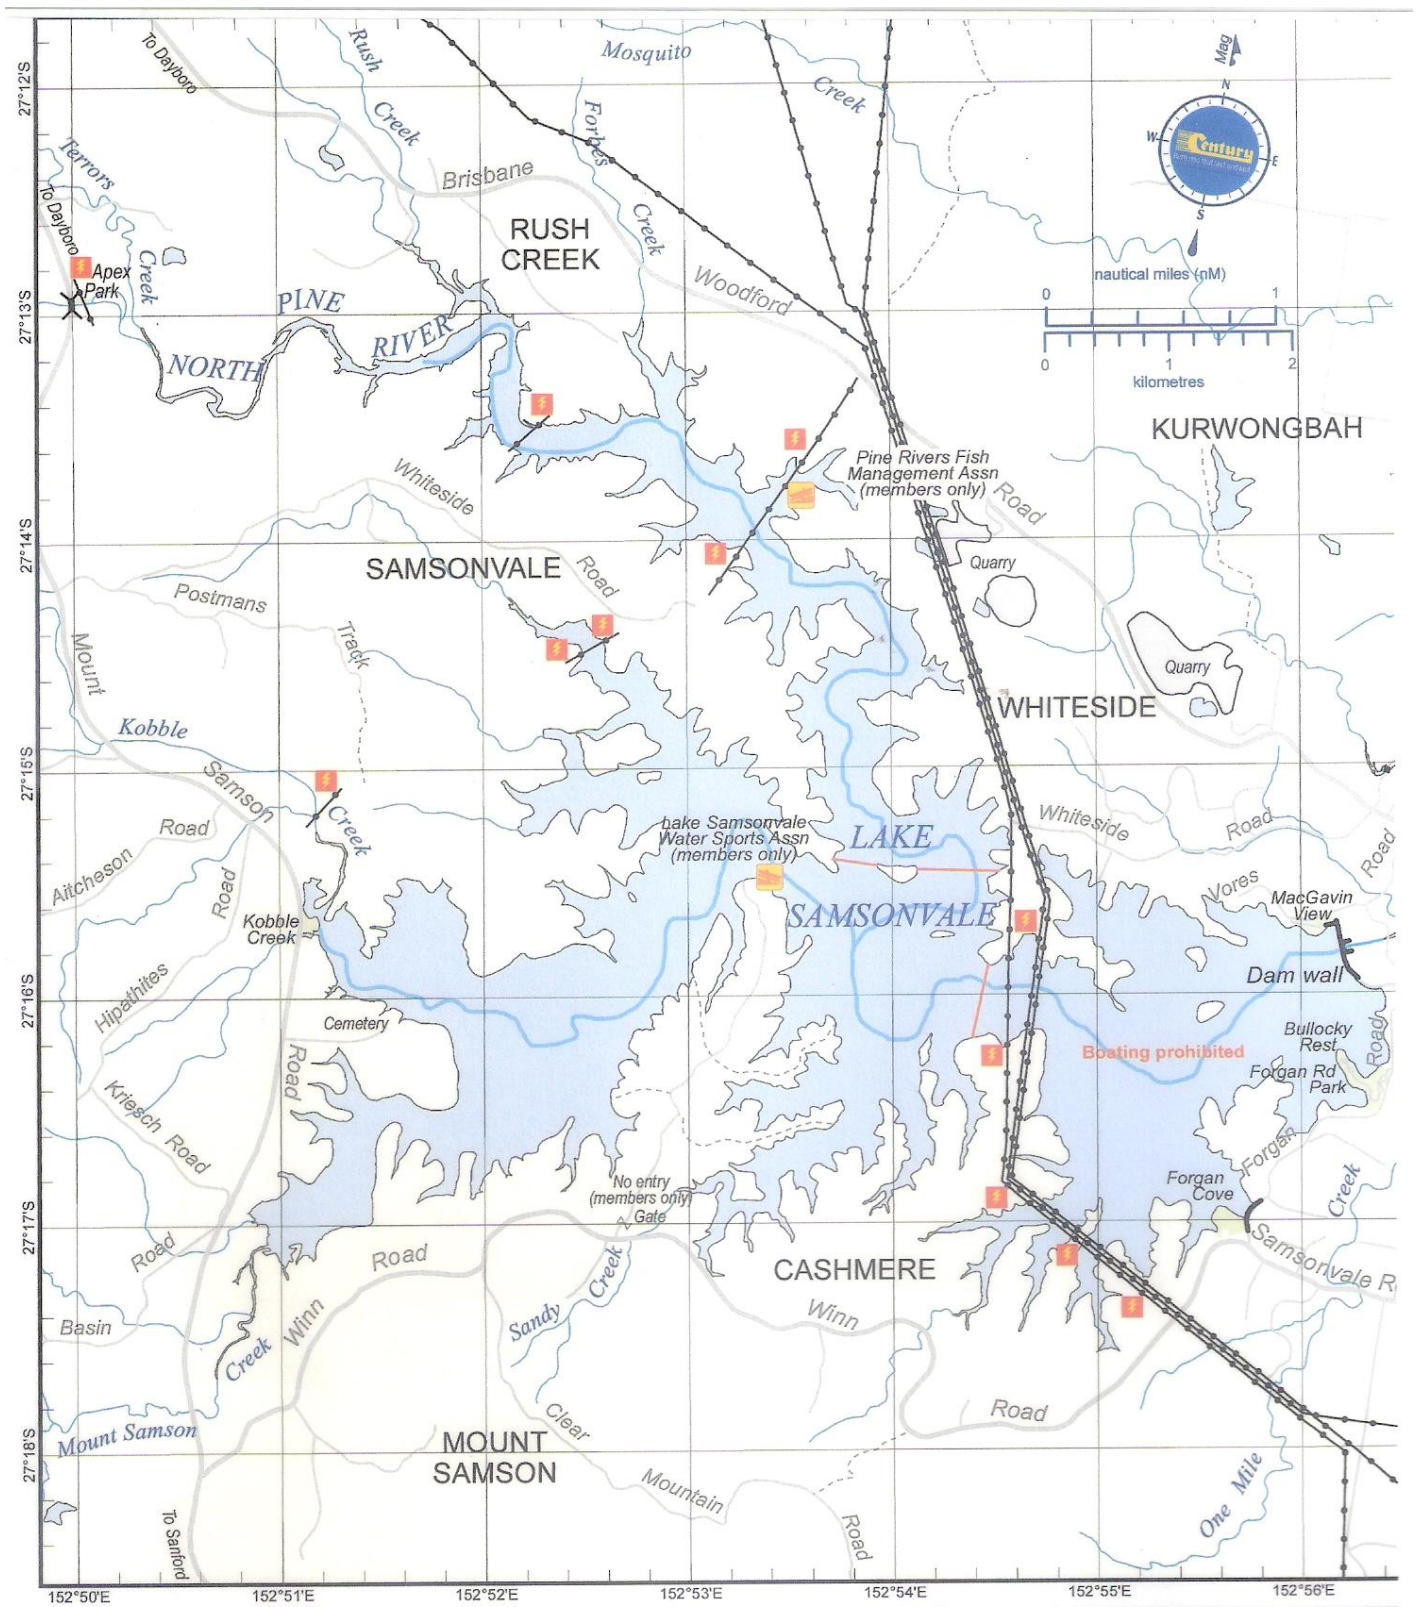 To Dayboro
Rush
Creek
Mosquito
Creek
Mag
N
W
E
S
Century
27°12'S
Terrors
Creek
To Dayboro
Forbes
Creek
Brisbane
RUSH
CREEK
Apex
Park
nautical miles (nM)
0
1
0
1
2
kilometres
27°13'S
NORTH
PINE
RIVER
Woodford
Road
KURWONGBAH
Pine Rivers Fish
Management Assn
(members only)
Whiteside
Road
27°14'S
SAMSONVALE
Quarry
Postmans
Track
Mount
Samson
Road
Quarry
WHITESIDE
Kobble
Creek
27°15'S
Lake Samsonvale
Water Sports Assn
(members only)
LAKE
SAMSONVALE
Whiteside
Road
Road
Aitcheson
Road
Road
Hipathites
Vores
MacGavin
View
Kobble
Creek
Dam wall
27°16'S
Cemetery
Boating prohibited
Bullocky
Rest
Road
Forgan Rd
Park
Kriesch Road
No entry
(members only)
Gate
Forgan
Forgan
Cove
Creek
27°17'S
Road
Road
CASHMERE
Samsonvale R
Basin
Winn
Sandy
Creek
Winn
Creek
Road
Mount Samson
MOUNT
SAMSON
Clear
Mountain
Road
One Mile
27°18'S
To Sanford
152°50'E
152°51'E
152°52'E
152°53'E
152°54'E
152°55'E
152°56'E